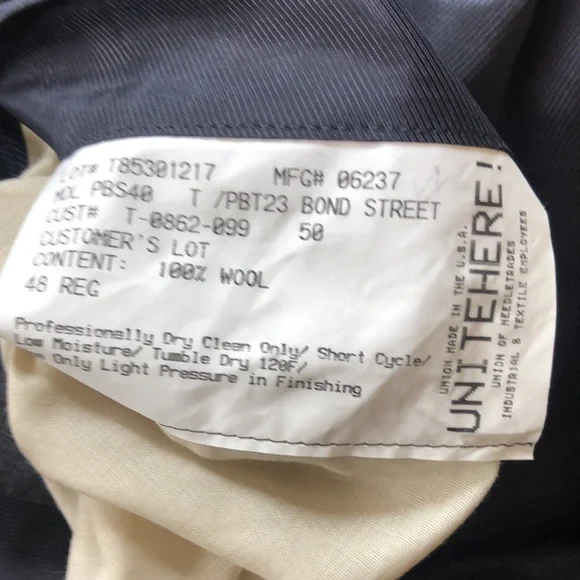 LOT# T85301217 MFG# 06237
MDL PBS40 T /PBT23 BOND STREET
CUST# T-0862-099 50
CUSTOMER'S LOT
CONTENT: 100% WOOL
48 REG
Professionally Dry Clean Only/ Short Cycle/
Low Moisture/ Tumble Dry 120F/
Only Light Pressure in Finishing
UNION MADE IN THE U.S.A.
UNITEHERE!
UNION OF NEEDLETRADES
INDUSTRIAL & TEXTILE EMPLOYEES